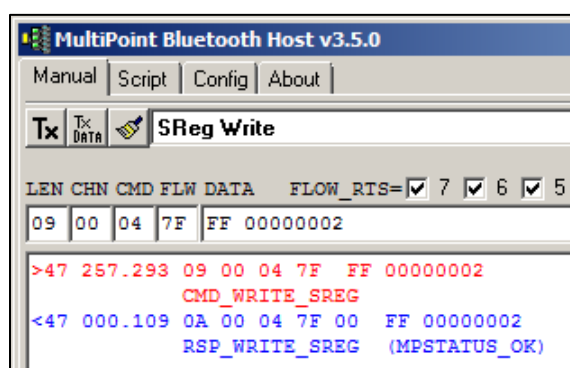 MultiPoint Bluetooth Host v3.5.0
Manual Script Config About
Tx Tx DATA SReg Write
LEN CHN CMD FLW DATA FLOW_RTS= 7 6 5
09 00 04 7F FF 00000002
>47 257.293 09 00 04 7F FF 00000002
CMD_WRITE_SREG
<47 000.109 0A 00 04 7F 00 FF 00000002
RSP_WRITE_SREG (MPSTATUS_OK)